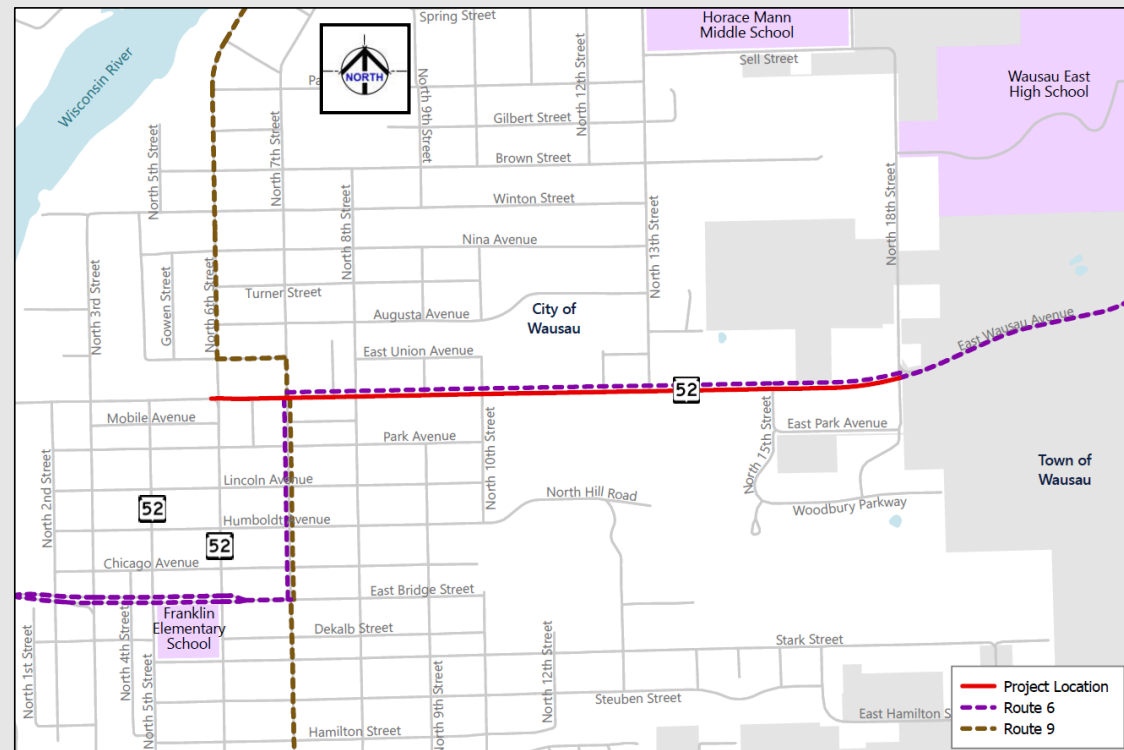 Spring Street
Horace Mann
Middle School
Sell Street
Wausau East
High School
Wisconsin River
NORTH
North 12th Street
North 9th Street
North 7th Street
Gilbert Street
North 5th Street
Brown Street
Winton Street
North 8th Street
North 18th Street
Nina Avenue
North 13th Street
Turner Street
Gowen Street
North 6th Street
North 3rd Street
Augusta Avenue
City of
Wausau
East Wausau Avenue
East Union Avenue
52
Mobile Avenue
East Park Avenue
Park Avenue
North 15th Street
North 10th Street
Town of
Wausau
Lincoln Avenue
North 2nd Street
North Hill Road
52
Woodbury Parkway
Humboldt Avenue
52
Chicago Avenue
East Bridge Street
Franklin
Elementary
School
Dekalb Street
Stark Street
North 1st Street
North 4th Street
North 5th Street
North 9th Street
North 12th Street
Steuben Street
East Hamilton S
Hamilton Street
Project Location
Route 6
Route 9